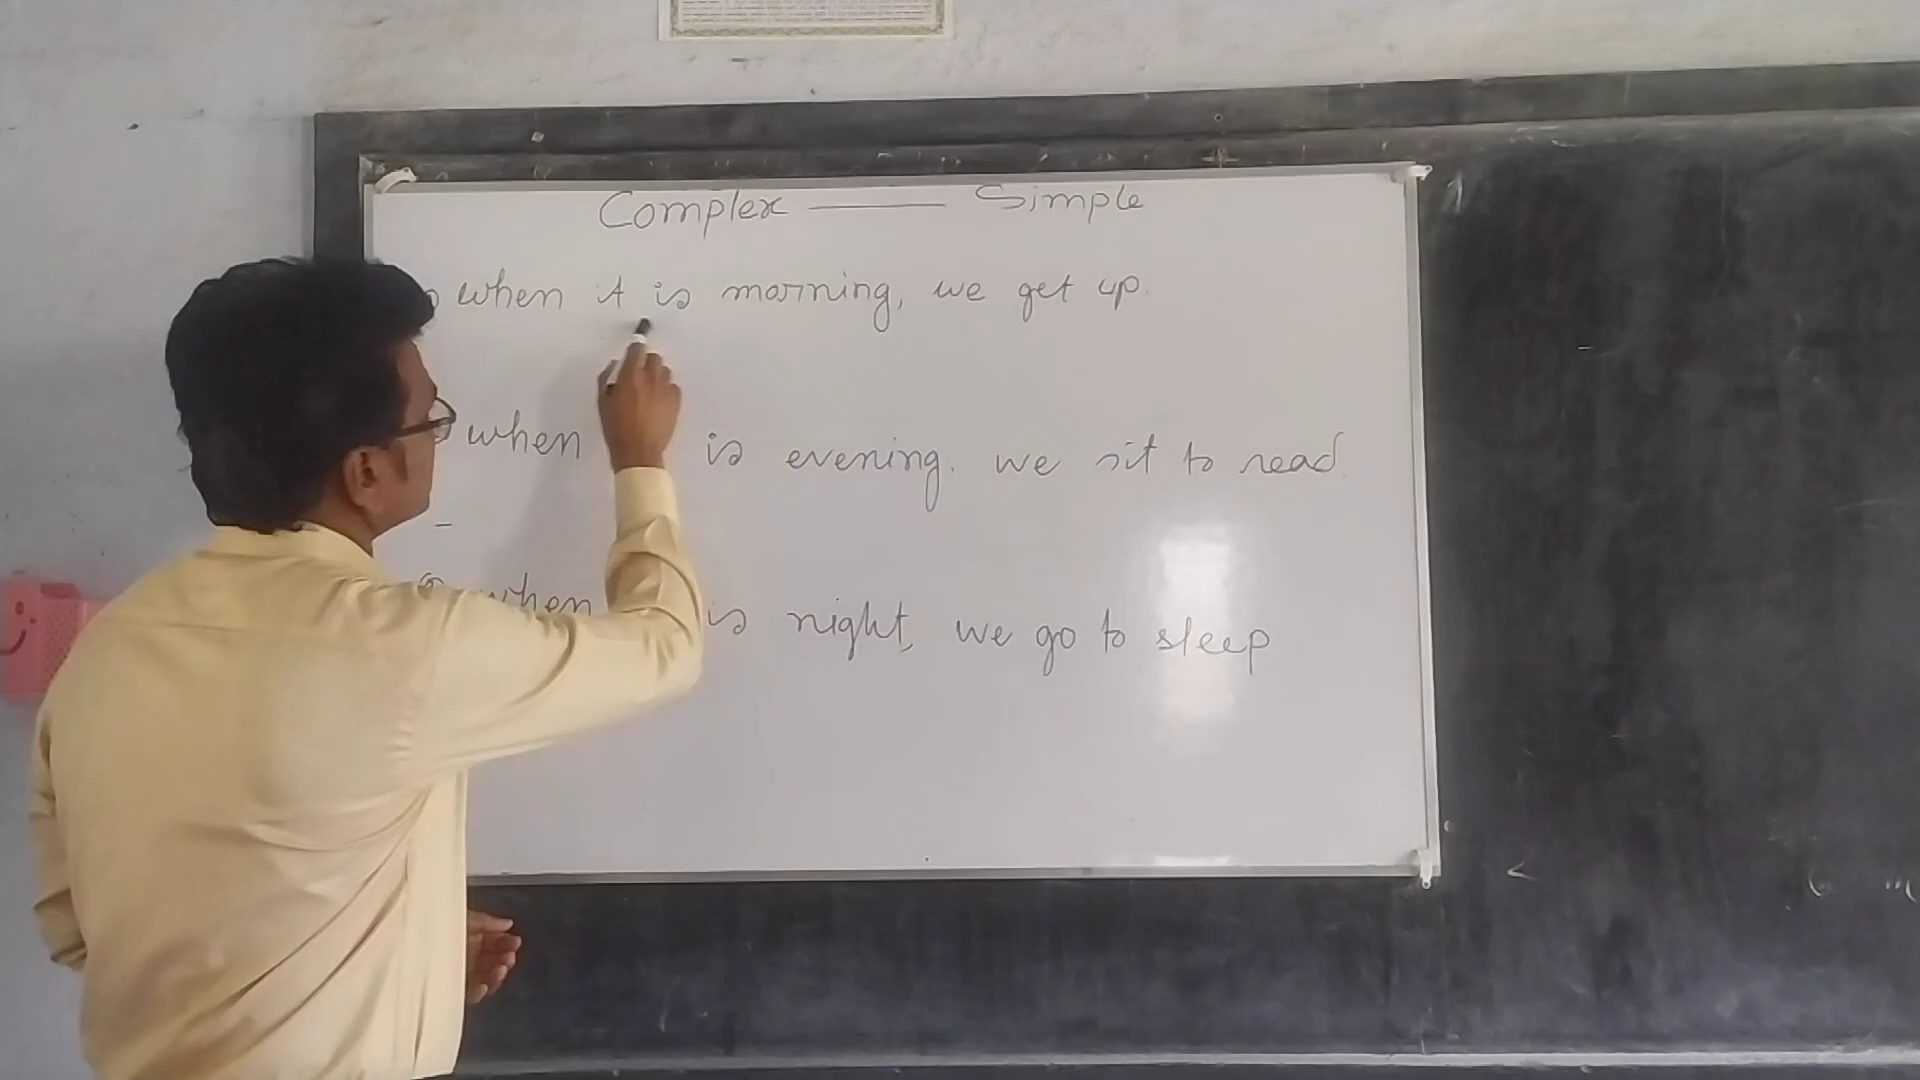 Complex —— Simple
when it is morning, we get up.
when is evening. we sit to read
when is night, we go to sleep